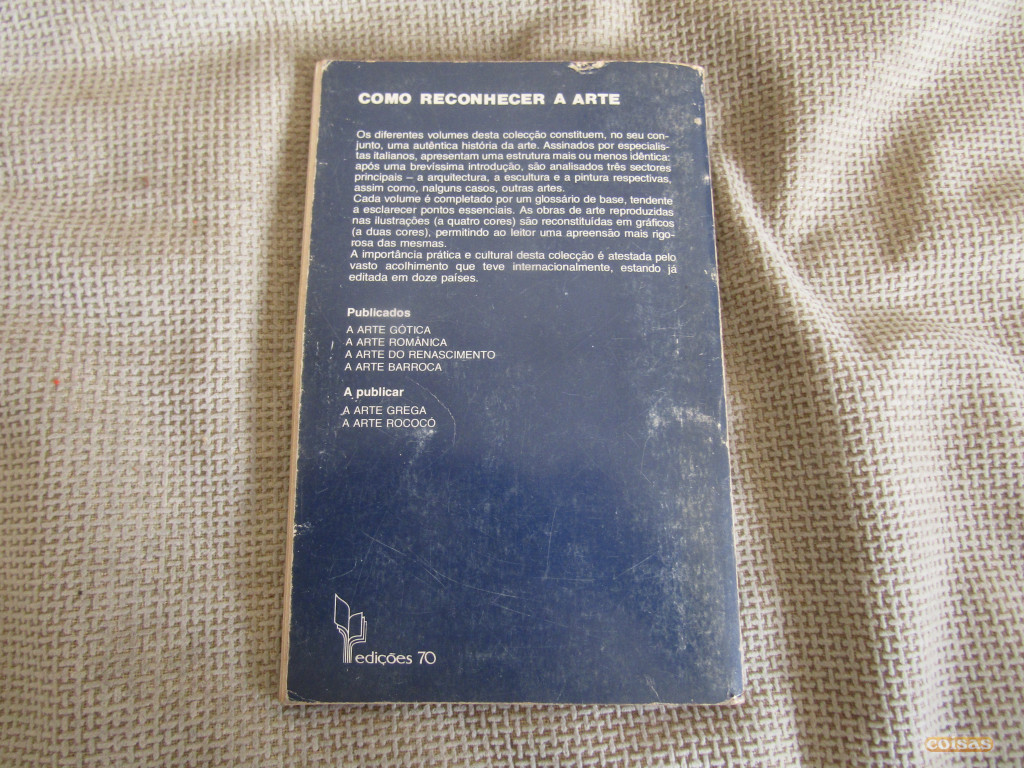 COMO RECONHECER A ARTE
Os diferentes volumes desta colecção constituem, no seu con-
junto, uma autêntica história da arte. Assinados por especialis-
tas italianos, apresentam uma estrutura mais ou menos idêntica:
após uma brevíssima introdução, são analisados três sectores
principais – a arquitectura, a escultura e a pintura respectivas,
assim como, nalguns casos, outras artes.
Cada volume é completado por um glossário de base, tendente
a esclarecer pontos essenciais. As obras de arte reproduzidas
nas ilustrações (a quatro cores) são reconstituídas em gráficos
(a duas cores), permitindo ao leitor uma apreensão mais rigo-
rosa das mesmas.
A importância prática e cultural desta colecção é atestada pelo
vasto acolhimento que teve internacionalmente, estando já
editada em doze países.
Publicados
A ARTE GÓTICA
A ARTE ROMÂNICA
A ARTE DO RENASCIMENTO
A ARTE BARROCA
A publicar
A ARTE GREGA
A ARTE ROCOCÓ
edições 70
coisas